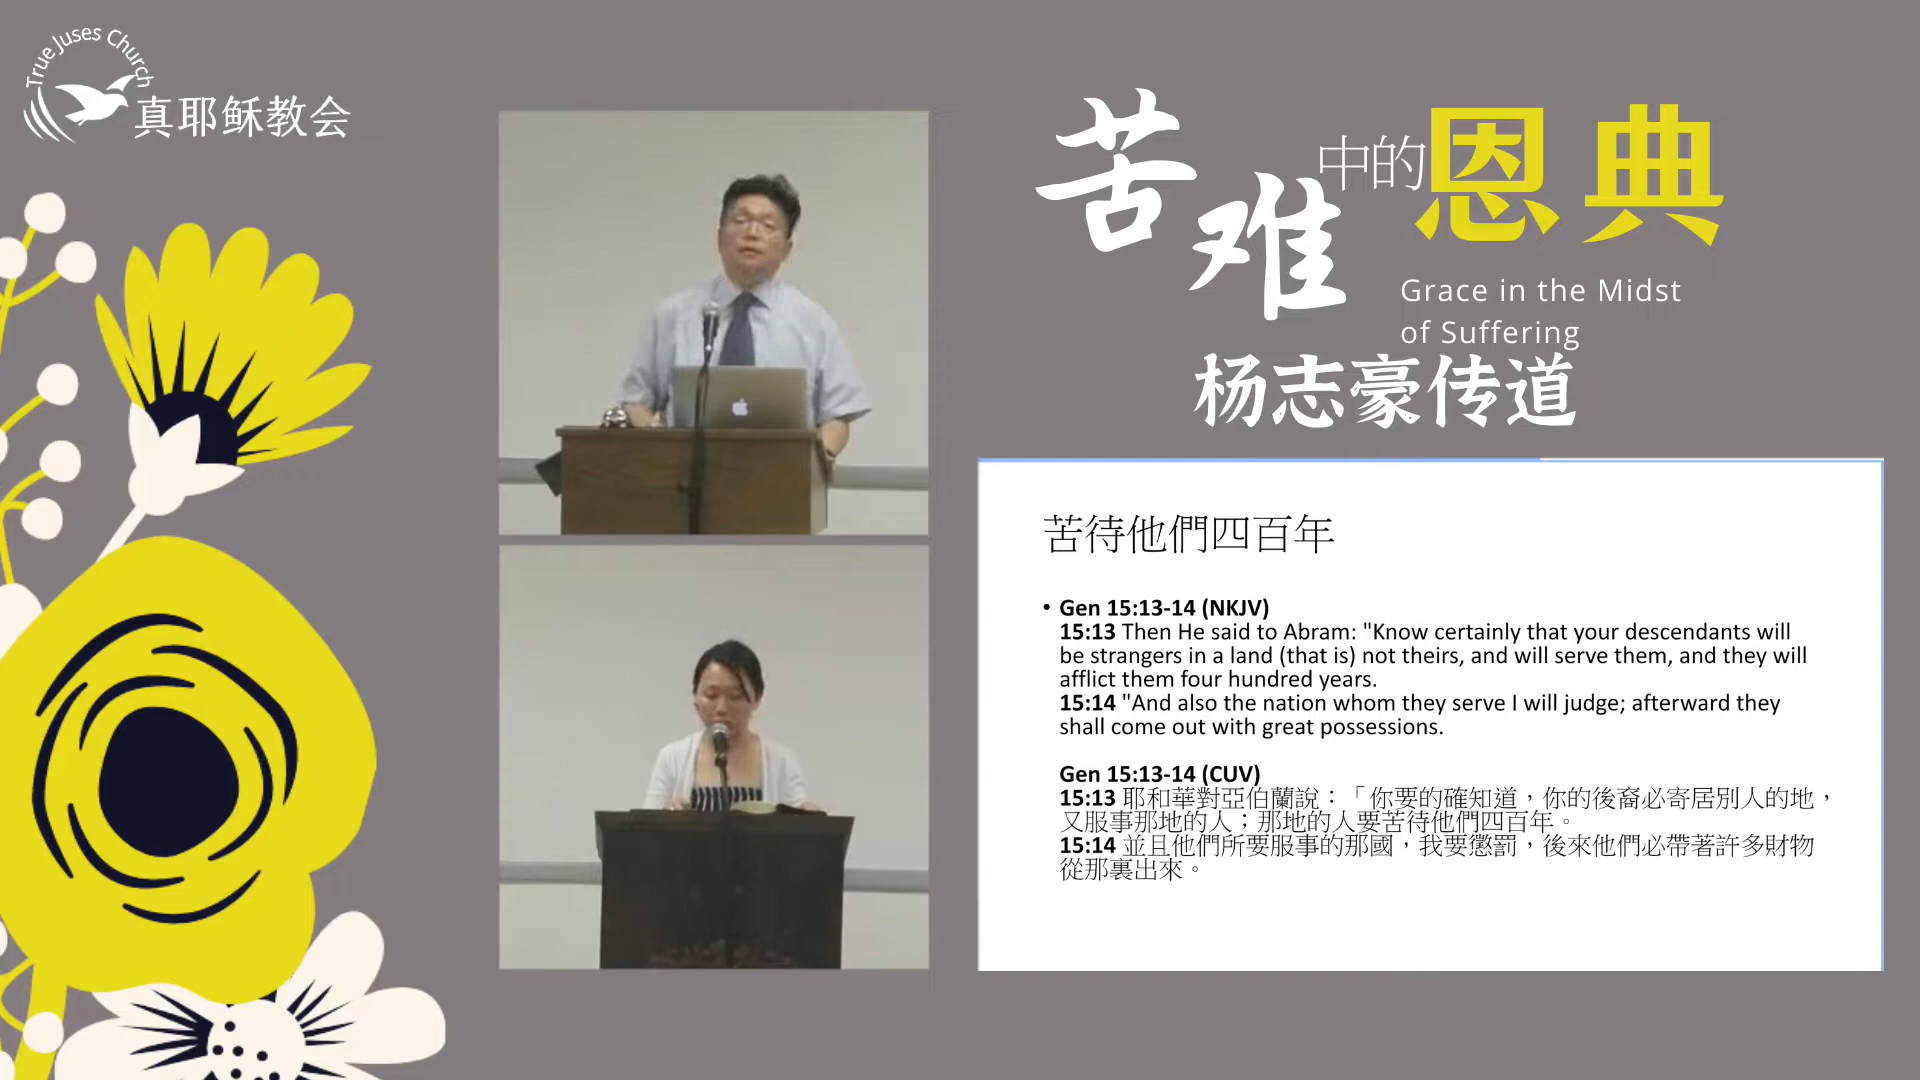 True Juses Church
真耶稣教会
苦难中的恩典
Grace in the Midst
of Suffering
杨志豪传道
苦待他們四百年
• Gen 15:13-14 (NKJV)
15:13 Then He said to Abram: "Know certainly that your descendants will
be strangers in a land (that is) not theirs, and will serve them, and they will
afflict them four hundred years.
15:14 "And also the nation whom they serve I will judge; afterward they
shall come out with great possessions.
Gen 15:13-14 (CUV)
15:13 耶和華對亞伯蘭說：「你要的確知道，你的後裔必寄居別人的地，
又服事那地的人；那地的人要苦待他們四百年。
15:14 並且他們所要服事的那國，我要懲罰，後來他們必帶著許多財物
從那裏出來。